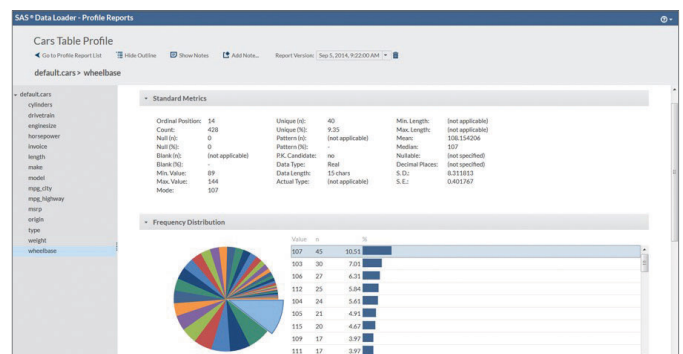 SAS® Data Loader - Profile Reports
Cars Table Profile
Go to Profile Report List Hide Outline Show Notes Add Note... Report Version: Sep 5, 2014, 9:22:00 AM
default.cars > wheelbase
default.cars
cylinders
drivetrain
enginesize
horsepower
invoice
length
make
model
mpg_city
mpg_highway
msrp
origin
type
weight
wheelbase
Standard Metrics
Ordinal Position: 14 Unique (n): 40 Min. Length: (not applicable)
Count: 428 Unique (%): 9.35 Max. Length: (not applicable)
Null (n): 0 Pattern (n): (not applicable) Mean: 108.154206
Null (%): 0 Pattern (%): - Median: 107
Blank (n): (not applicable) P.K. Candidate: no Nullable: (not specified)
Blank (%): - Data Type: Real Decimal Places: (not specified)
Min. Value: 89 Data Length: 15 chars S. D.: 8.311813
Max. Value: 144 Actual Type: (not applicable) S. E.: 0.401767
Mode: 107
Frequency Distribution
Value n %
107 45 10.51
103 30 7.01
106 27 6.31
112 25 5.84
104 24 5.61
105 21 4.91
115 20 4.67
109 17 3.97
111 17 3.97